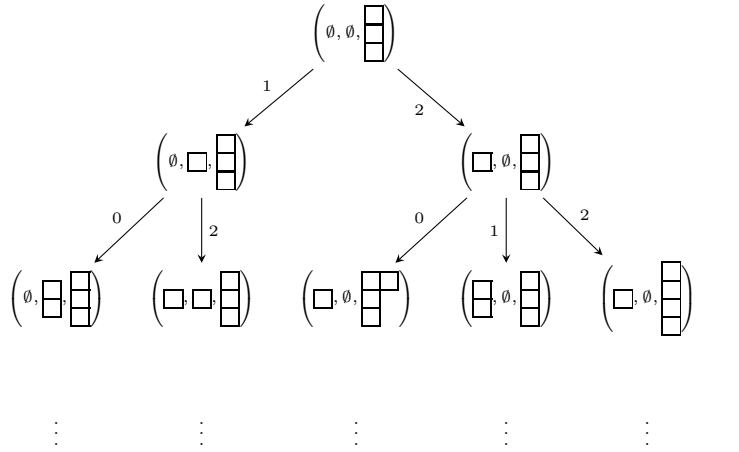 (∅, ∅, )
1 2
(∅, , ) ( , ∅, )
0 2 0 1 2
(∅, , ) ( , , ) ( , ∅, ) ( , ∅, ) ( , ∅, )
⋮ ⋮ ⋮ ⋮ ⋮